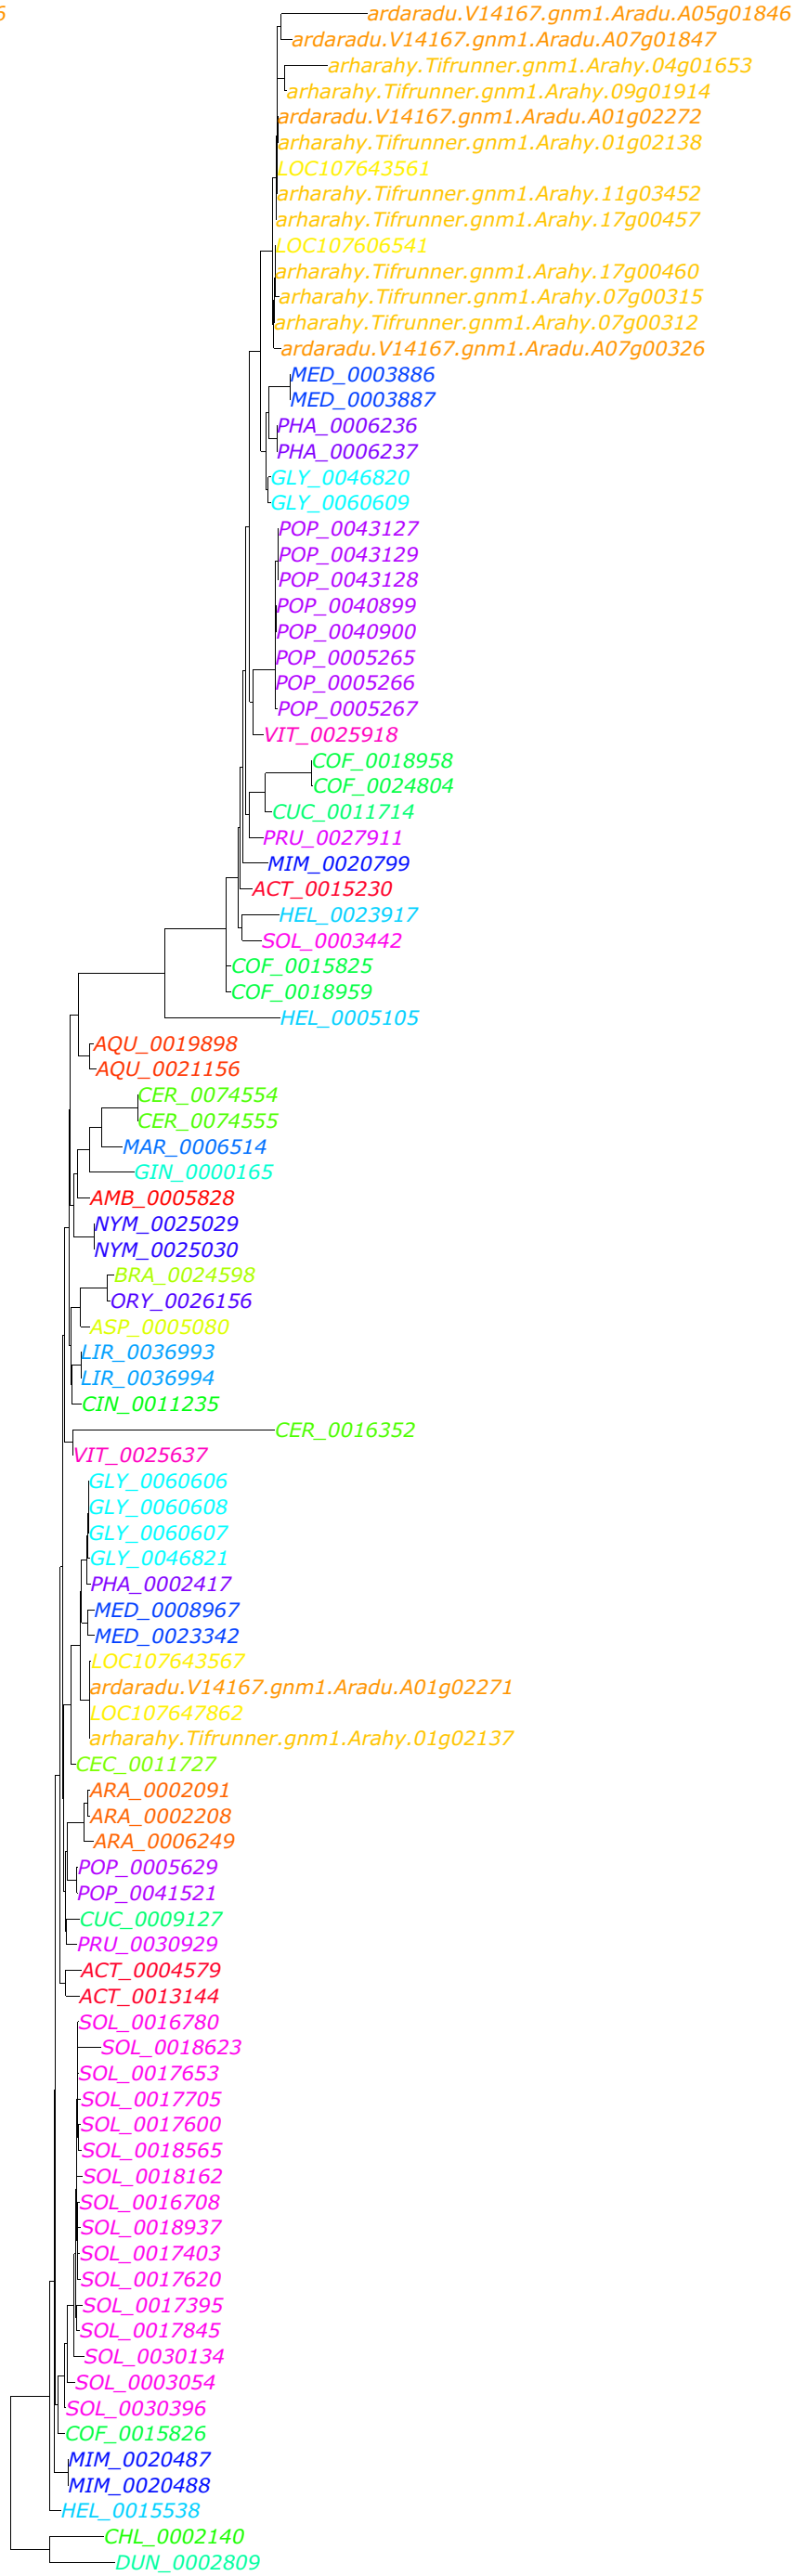 6
ardaradu.V14167.gnm1.Aradu.A05g01846
ardaradu.V14167.gnm1.Aradu.A07g01847
arharahy.Tifrunner.gnm1.Arahy.04g01653
arharahy.Tifrunner.gnm1.Arahy.09g01914
ardaradu.V14167.gnm1.Aradu.A01g02272
arharahy.Tifrunner.gnm1.Arahy.01g02138
LOC107643561
arharahy.Tifrunner.gnm1.Arahy.11g03452
arharahy.Tifrunner.gnm1.Arahy.17g00457
LOC107606541
arharahy.Tifrunner.gnm1.Arahy.17g00460
arharahy.Tifrunner.gnm1.Arahy.07g00315
arharahy.Tifrunner.gnm1.Arahy.07g00312
ardaradu.V14167.gnm1.Aradu.A07g00326
MED_0003886
MED_0003887
PHA_0006236
PHA_0006237
GLY_0046820
GLY_0060609
POP_0043127
POP_0043129
POP_0043128
POP_0040899
POP_0040900
POP_0005265
POP_0005266
POP_0005267
VIT_0025918
COF_0018958
COF_0024804
CUC_0011714
PRU_0027911
MIM_0020799
ACT_0015230
HEL_0023917
SOL_0003442
COF_0015825
COF_0018959
HEL_0005105
AQU_0019898
AQU_0021156
CER_0074554
CER_0074555
MAR_0006514
GIN_0000165
AMB_0005828
NYM_0025029
NYM_0025030
BRA_0024598
ORY_0026156
ASP_0005080
LIR_0036993
LIR_0036994
CIN_0011235
CER_0016352
VIT_0025637
GLY_0060606
GLY_0060608
GLY_0060607
GLY_0046821
PHA_0002417
MED_0008967
MED_0023342
LOC107643567
ardaradu.V14167.gnm1.Aradu.A01g02271
LOC107647862
arharahy.Tifrunner.gnm1.Arahy.01g02137
CEC_0011727
ARA_0002091
ARA_0002208
ARA_0006249
POP_0005629
POP_0041521
CUC_0009127
PRU_0030929
ACT_0004579
ACT_0013144
SOL_0016780
SOL_0018623
SOL_0017653
SOL_0017705
SOL_0017600
SOL_0018565
SOL_0018162
SOL_0016708
SOL_0018937
SOL_0017403
SOL_0017620
SOL_0017395
SOL_0017845
SOL_0030134
SOL_0003054
SOL_0030396
COF_0015826
MIM_0020487
MIM_0020488
HEL_0015538
CHL_0002140
DUN_0002809